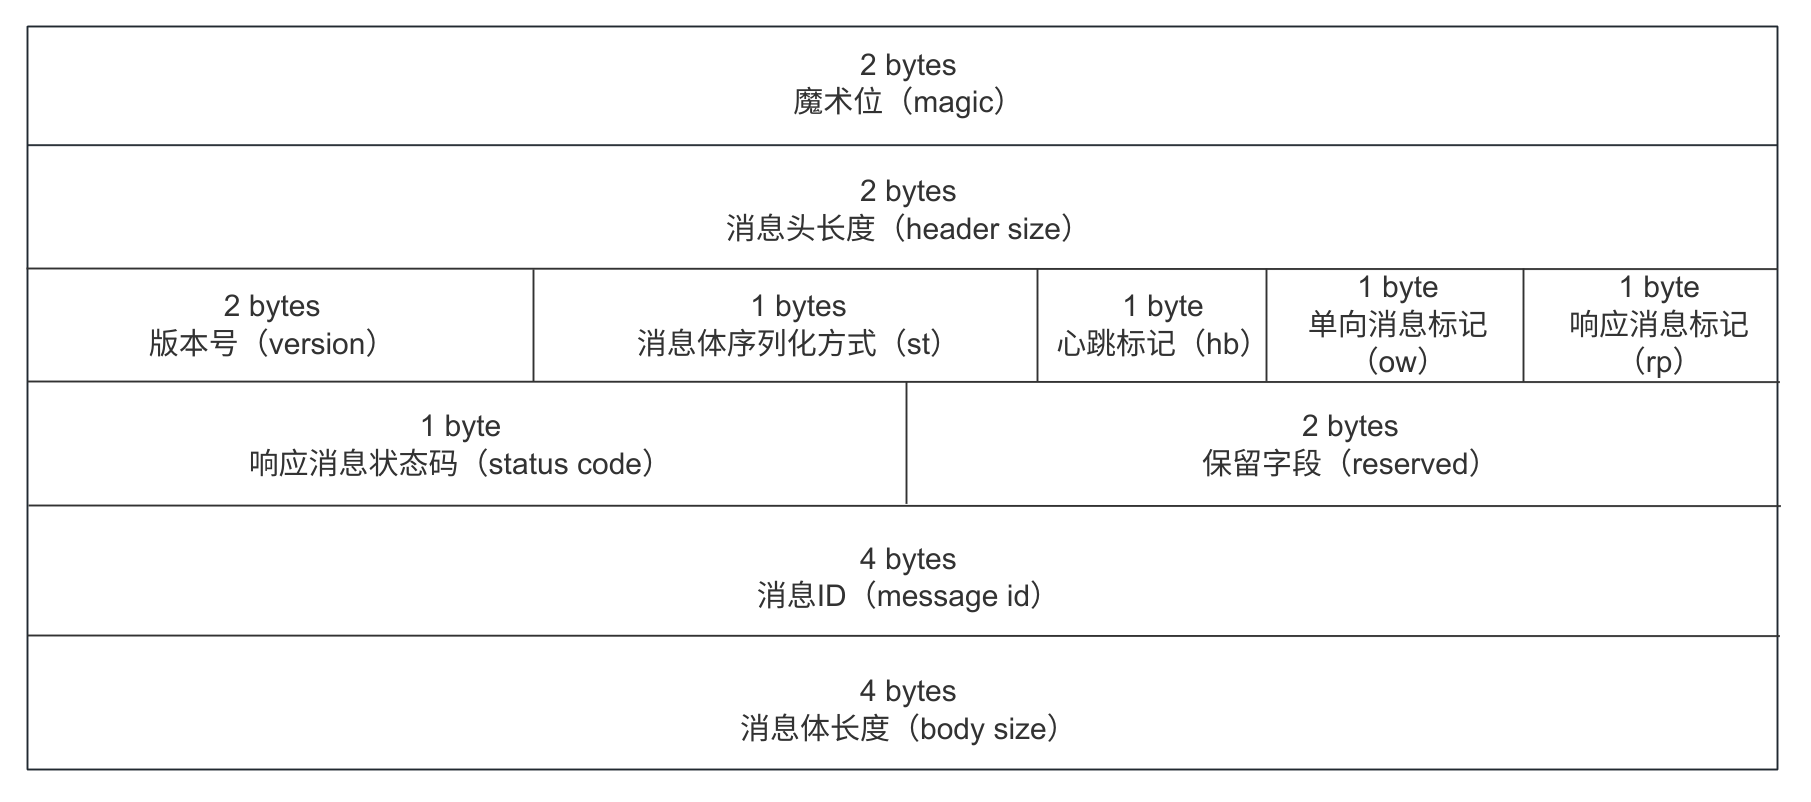 2 bytes
魔术位（magic）
2 bytes
消息头长度（header size）
2 bytes
版本号（version）
1 bytes
消息体序列化方式（st）
1 byte
心跳标记（hb）
1 byte
单向消息标记
（ow）
1 byte
响应消息标记
（rp）
1 byte
响应消息状态码（status code）
2 bytes
保留字段（reserved）
4 bytes
消息ID（message id）
4 bytes
消息体长度（body size）